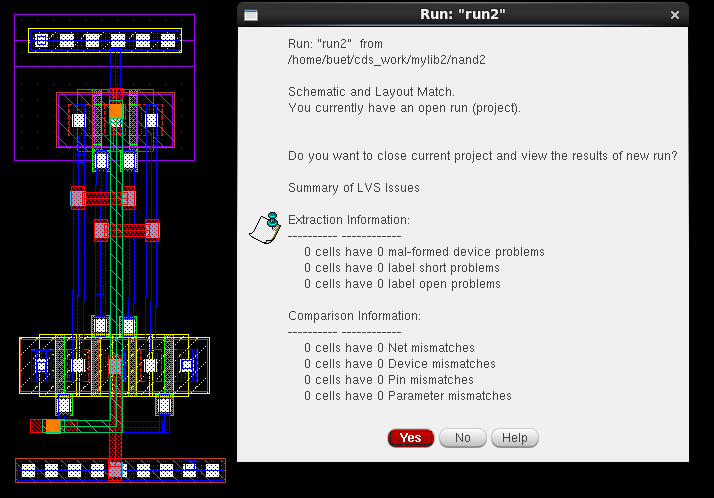 Run: "run2"
Run: "run2" from
/home/buet/cds_work/mylib2/nand2
Schematic and Layout Match.
You currently have an open run (project).
Do you want to close current project and view the results of new run?
Summary of LVS Issues
Extraction Information:
---------- ------------
0 cells have 0 mal-formed device problems
0 cells have 0 label short problems
0 cells have 0 label open problems
Comparison Information:
---------- ------------
0 cells have 0 Net mismatches
0 cells have 0 Device mismatches
0 cells have 0 Pin mismatches
0 cells have 0 Parameter mismatches
Yes No Help